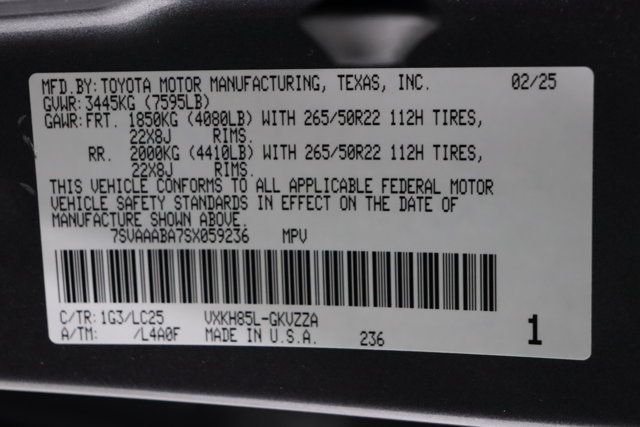 MFD.BY:TOYOTA MOTOR MANUFACTURING, TEXAS, INC. 02/25
GVWR:3445KG (7595LB)
GAWR:FRT. 1850KG (4080LB) WITH 265/50R22 112H TIRES,
22X8J RIMS.
RR. 2000KG (4410LB) WITH 265/50R22 112H TIRES,
22X8J RIMS.
THIS VEHICLE CONFORMS TO ALL APPLICABLE FEDERAL MOTOR
VEHICLE SAFETY STANDARDS IN EFFECT ON THE DATE OF
MANUFACTURE SHOWN ABOVE.
7SVAAABA7SX059236 MPV
C/TR:1G3/LC25 VXKH85L-GKVZZA
A/TM: /L4A0F MADE IN U.S.A. 236 1